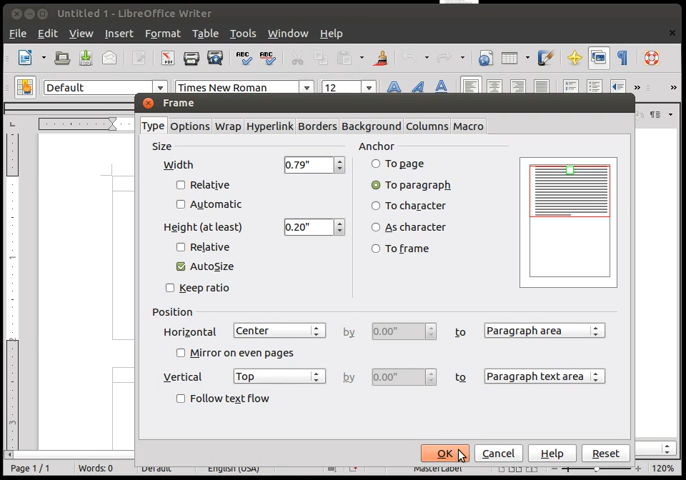 Untitled 1 - LibreOffice Writer
File Edit View Insert Format Table Tools Window Help
Default Times New Roman 12
Frame
Type Options Wrap Hyperlink Borders Background Columns Macro
Size
Anchor
Width 0.79"
To page
Relative
To paragraph
Automatic
To character
Height (at least) 0.20"
As character
Relative
To frame
AutoSize
Keep ratio
Position
Horizontal Center by 0.00" to Paragraph area
Mirror on even pages
Vertical Top by 0.00" to Paragraph text area
Follow text flow
OK Cancel Help Reset
Page 1 / 1 Words: 0 Default English (USA) MasterLabel 120%